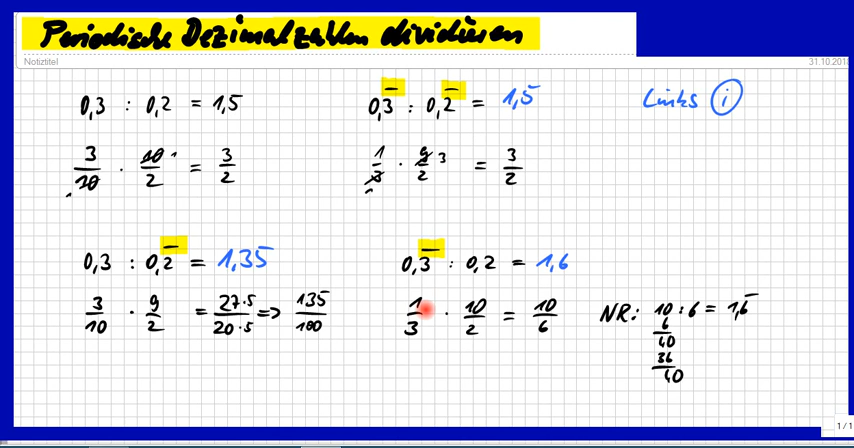 Periodische Dezimalzahlen dividieren
Notiztitel
31.10.201
0,3 : 0,2 = 1,5
0,3̅ : 0,2̅ = 1,5
Links i
3/10 · 10/2 = 3/2
1/3 · 9/2 3 = 3/2
0,3 : 0,2̅ = 1,35
0,3̅ : 0,2 = 1,6
3/10 · 9/2 = 27·5/20·5 => 135/100
1/3 · 10/2 = 10/6
NR: 10 : 6 = 1,6̅
6
40
36
40
1/1